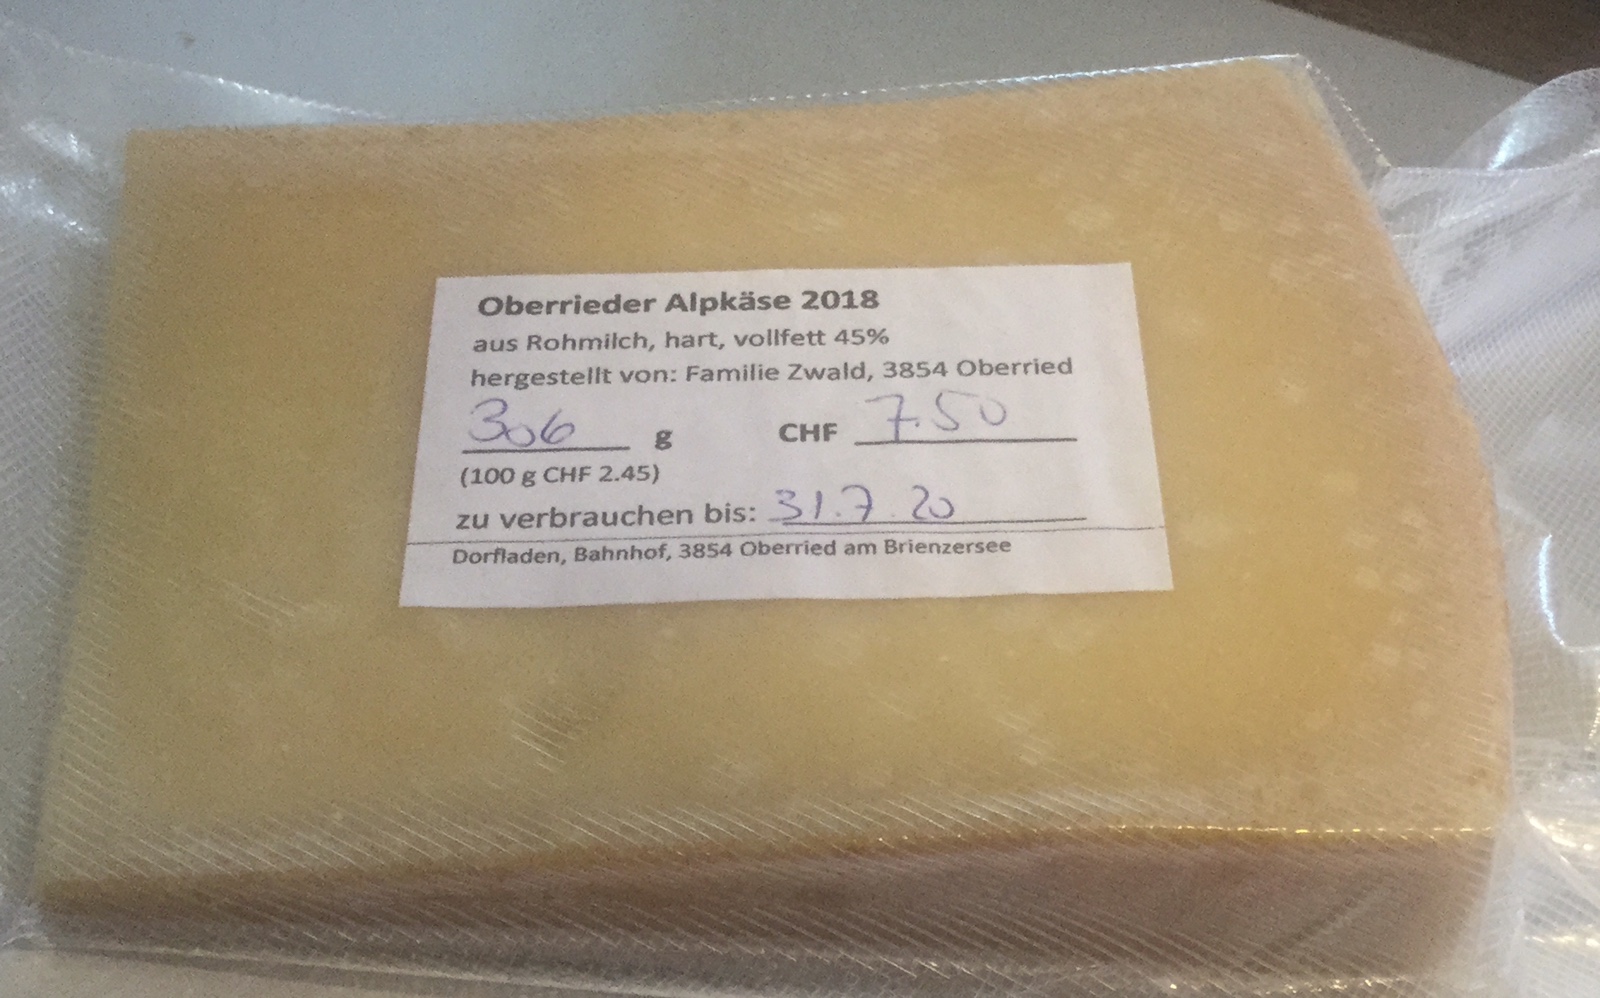 Oberrieder Alpkäse 2018
aus Rohmilch, hart, vollfett 45%
hergestellt von: Familie Zwald, 3854 Oberried
306 g CHF 7.50
(100 g CHF 2.45)
zu verbrauchen bis: 31.7.20
Dorfladen, Bahnhof, 3854 Oberried am Brienzersee